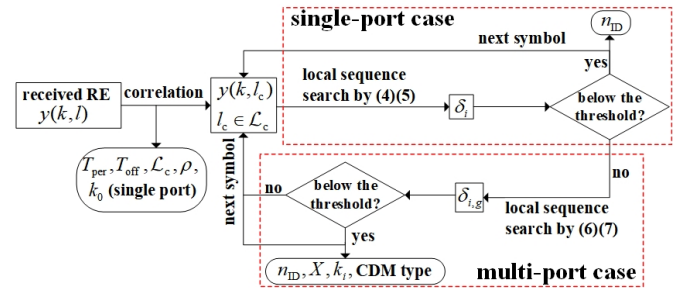 single-port case
n_ID
next symbol
yes
received RE
y(k,l)
correlation
y(k,l_c)
l_c ∈ ℒ_c
local sequence
search by (4)(5)
δ_i
below the
threshold?
T_per, T_off, ℒ_c, ρ,
k_0 (single port)
no
next symbol
no
below the
threshold?
δ_{i,g}
local sequence
search by (6)(7)
yes
n_ID, X, k_i, CDM type
multi-port case